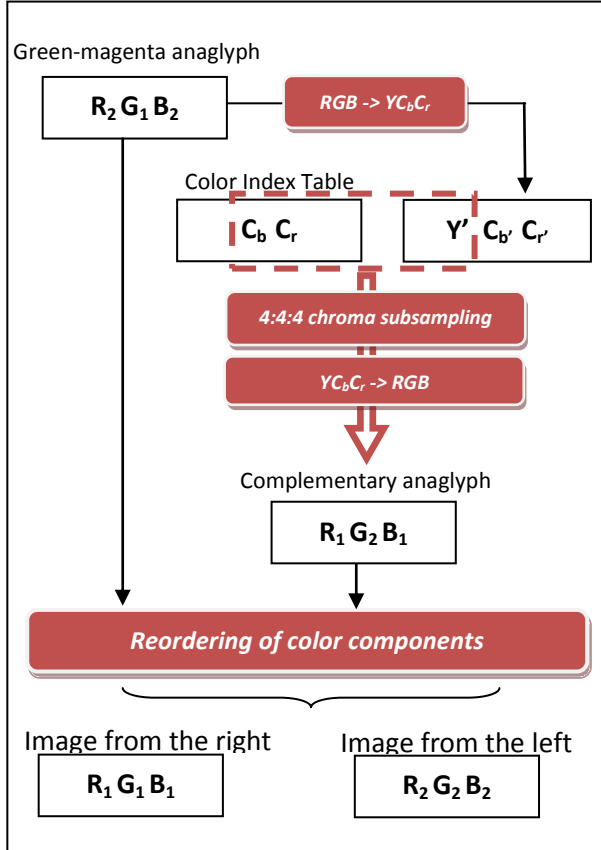 Green-magenta anaglyph
R₂ G₁ B₂
RGB -> YCbCr
Color Index Table
Cb Cr
Y’ Cb’ Cr’
4:4:4 chroma subsampling
YCbCr -> RGB
Complementary anaglyph
R₁ G₂ B₁
Reordering of color components
Image from the right
Image from the left
R₁ G₁ B₁
R₂ G₂ B₂